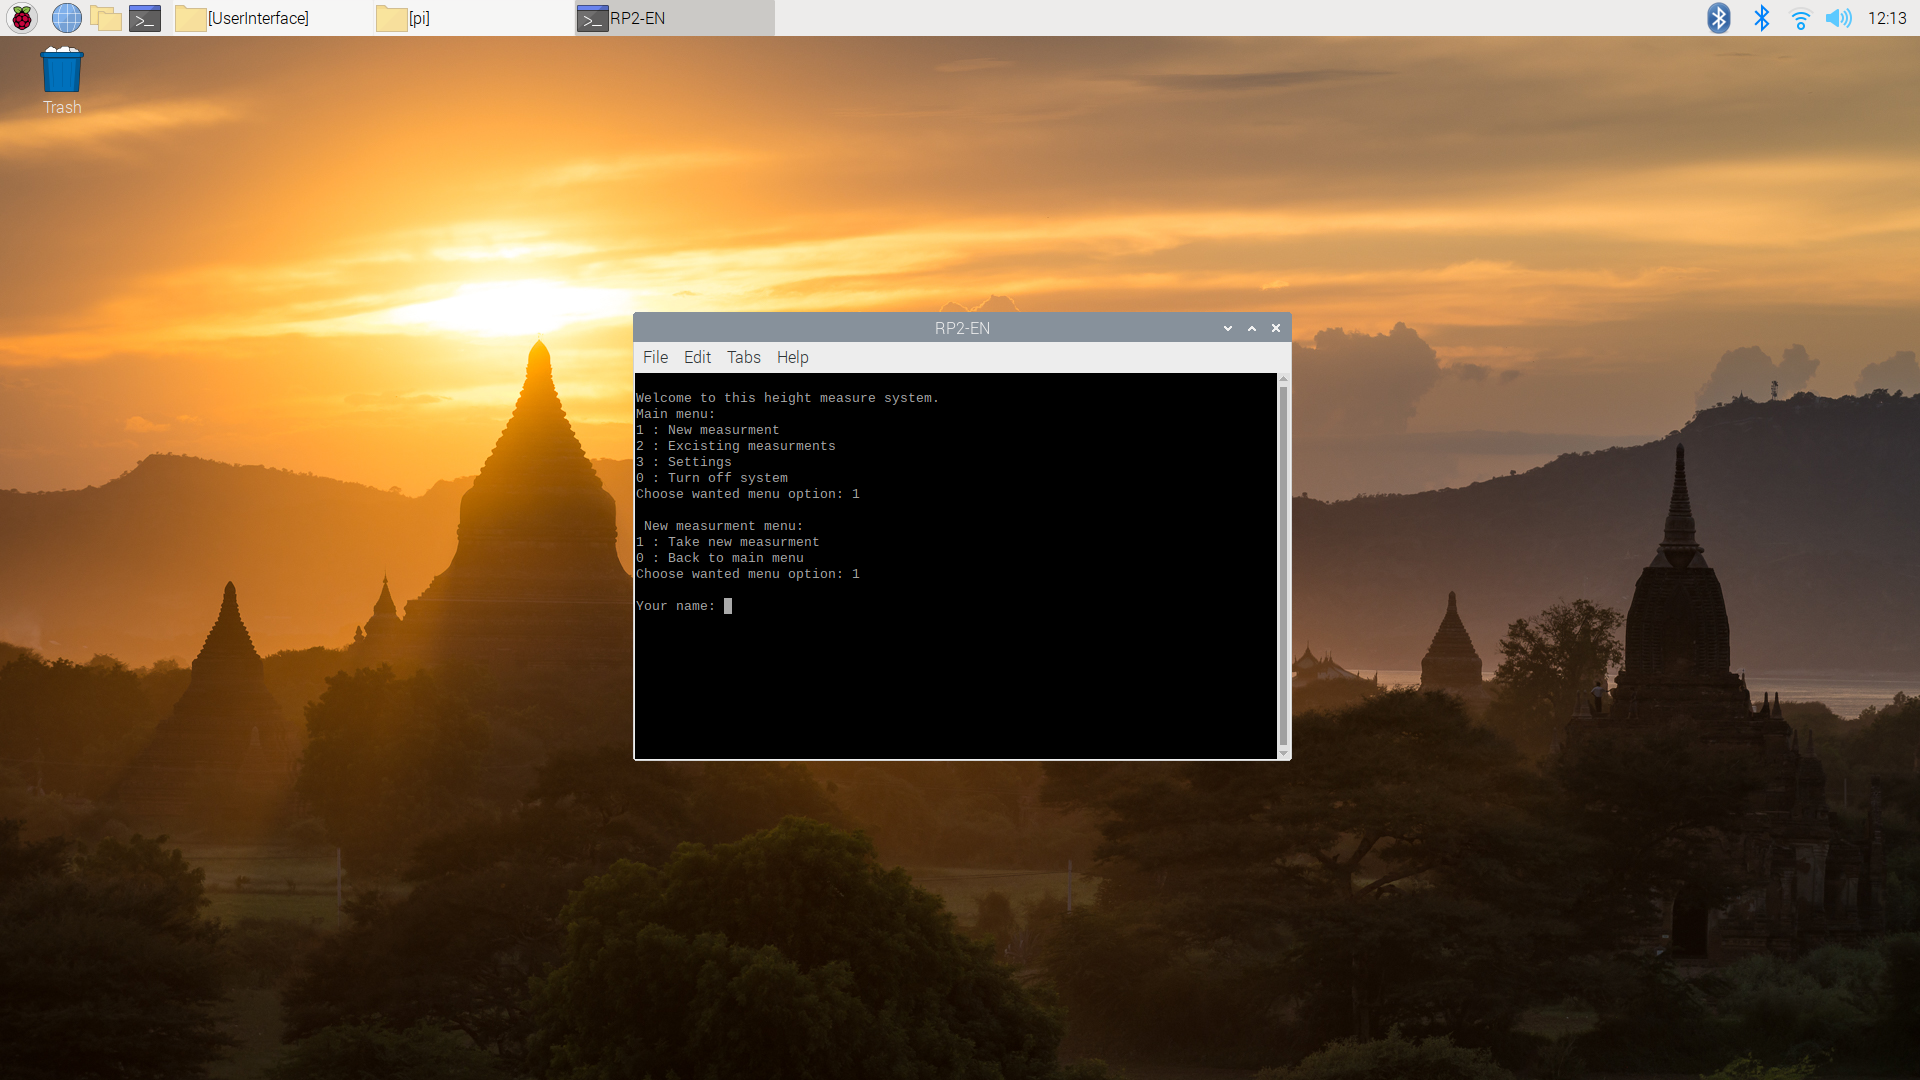 [UserInterface]
[pi]
RP2-EN
12:13
Trash
RP2-EN
File Edit Tabs Help
Welcome to this height measure system.
Main menu:
1 : New measurment
2 : Excisting measurments
3 : Settings
0 : Turn off system
Choose wanted menu option: 1
New measurment menu:
1 : Take new measurment
0 : Back to main menu
Choose wanted menu option: 1
Your name: